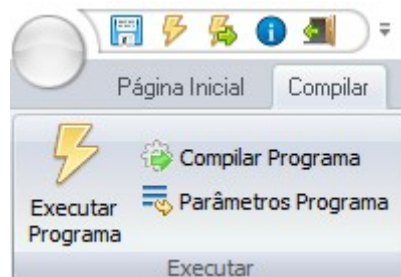 Página Inicial
Compilar
Executar
Programa
Compilar Programa
Parâmetros Programa
Executar